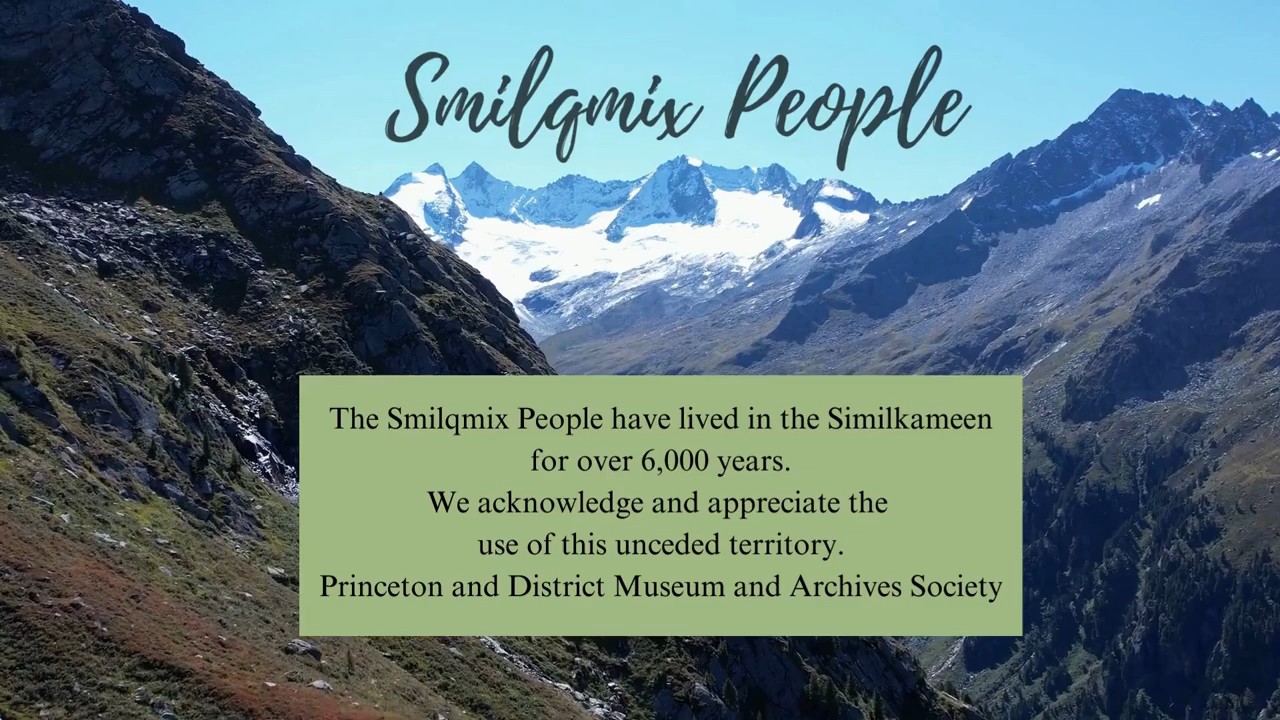 Smilqmix People
The Smilqmix People have lived in the Similkameen
for over 6,000 years.
We acknowledge and appreciate the
use of this unceded territory.
Princeton and District Museum and Archives Society